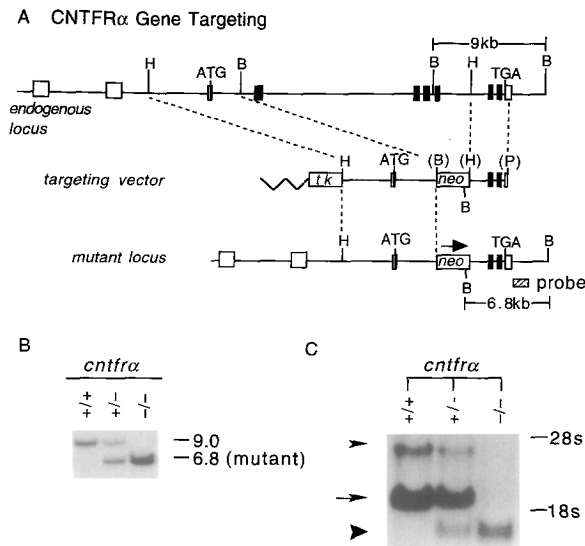 A CNTFRα Gene Targeting
9kb
H B B H B
ATG TGA
endogenous
locus
H ATG (B) (H) (P)
targeting vector
tk neo
B
H ATG TGA B
mutant locus
neo
B
probe
6.8kb
B
cntfrα
+/+ +/- -/-
9.0
6.8 (mutant)
C
cntfrα
+/+ +/- -/-
28s
18s